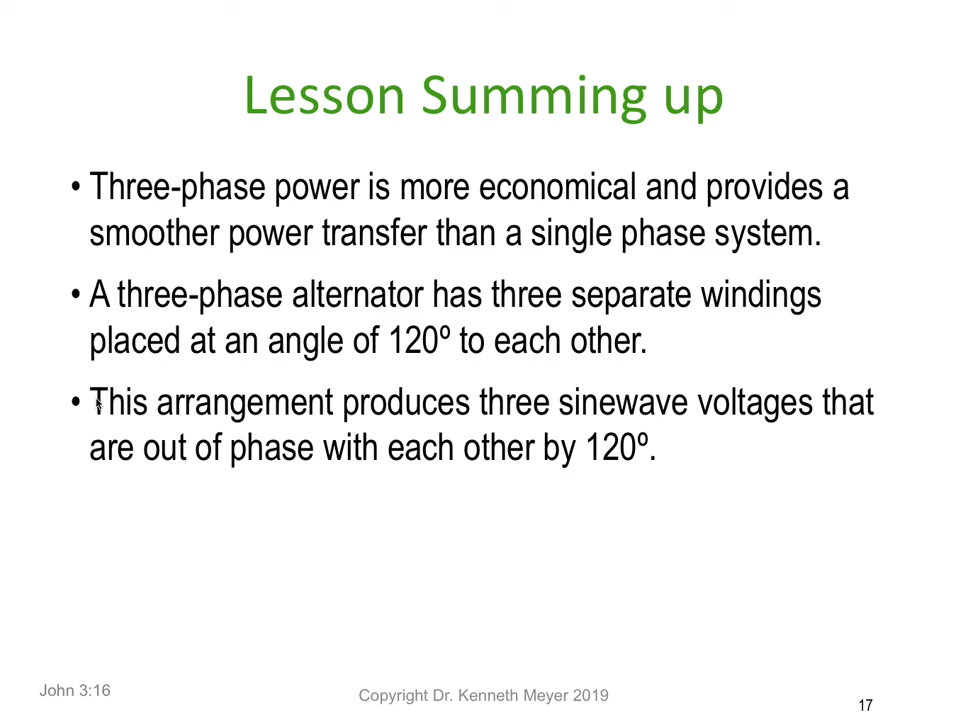 Lesson Summing up
• Three-phase power is more economical and provides a
smoother power transfer than a single phase system.
• A three-phase alternator has three separate windings
placed at an angle of 120º to each other.
• This arrangement produces three sinewave voltages that
are out of phase with each other by 120º.
John 3:16
Copyright Dr. Kenneth Meyer 2019
17